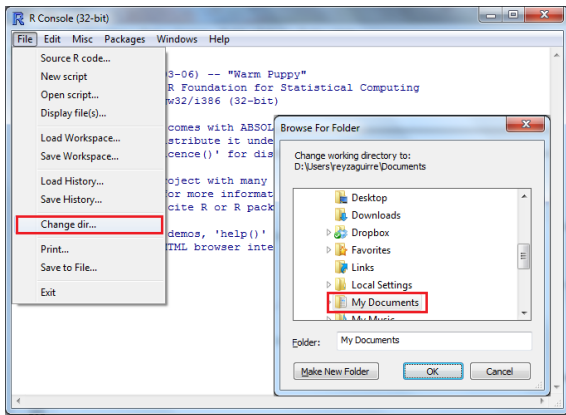 R Console (32-bit)
File Edit Misc Packages Windows Help
Source R code...
New script
Open script...
Display file(s)...
Load Workspace...
Save Workspace...
Load History...
Save History...
Change dir...
Print...
Save to File...
Exit
3-06) -- "Warm Puppy"
R Foundation for Statistical Computing
w32/i386 (32-bit)
comes with ABSOL
stribute it unde
cence()' for dis
oject with many
or more informat
cite R or R pack
demos, 'help()'
TML browser inte
Browse For Folder
Change working directory to:
D:\Users\reyzaguirre\Documents
Desktop
Downloads
Dropbox
Favorites
Links
Local Settings
My Documents
My Music
Folder: My Documents
Make New Folder OK Cancel